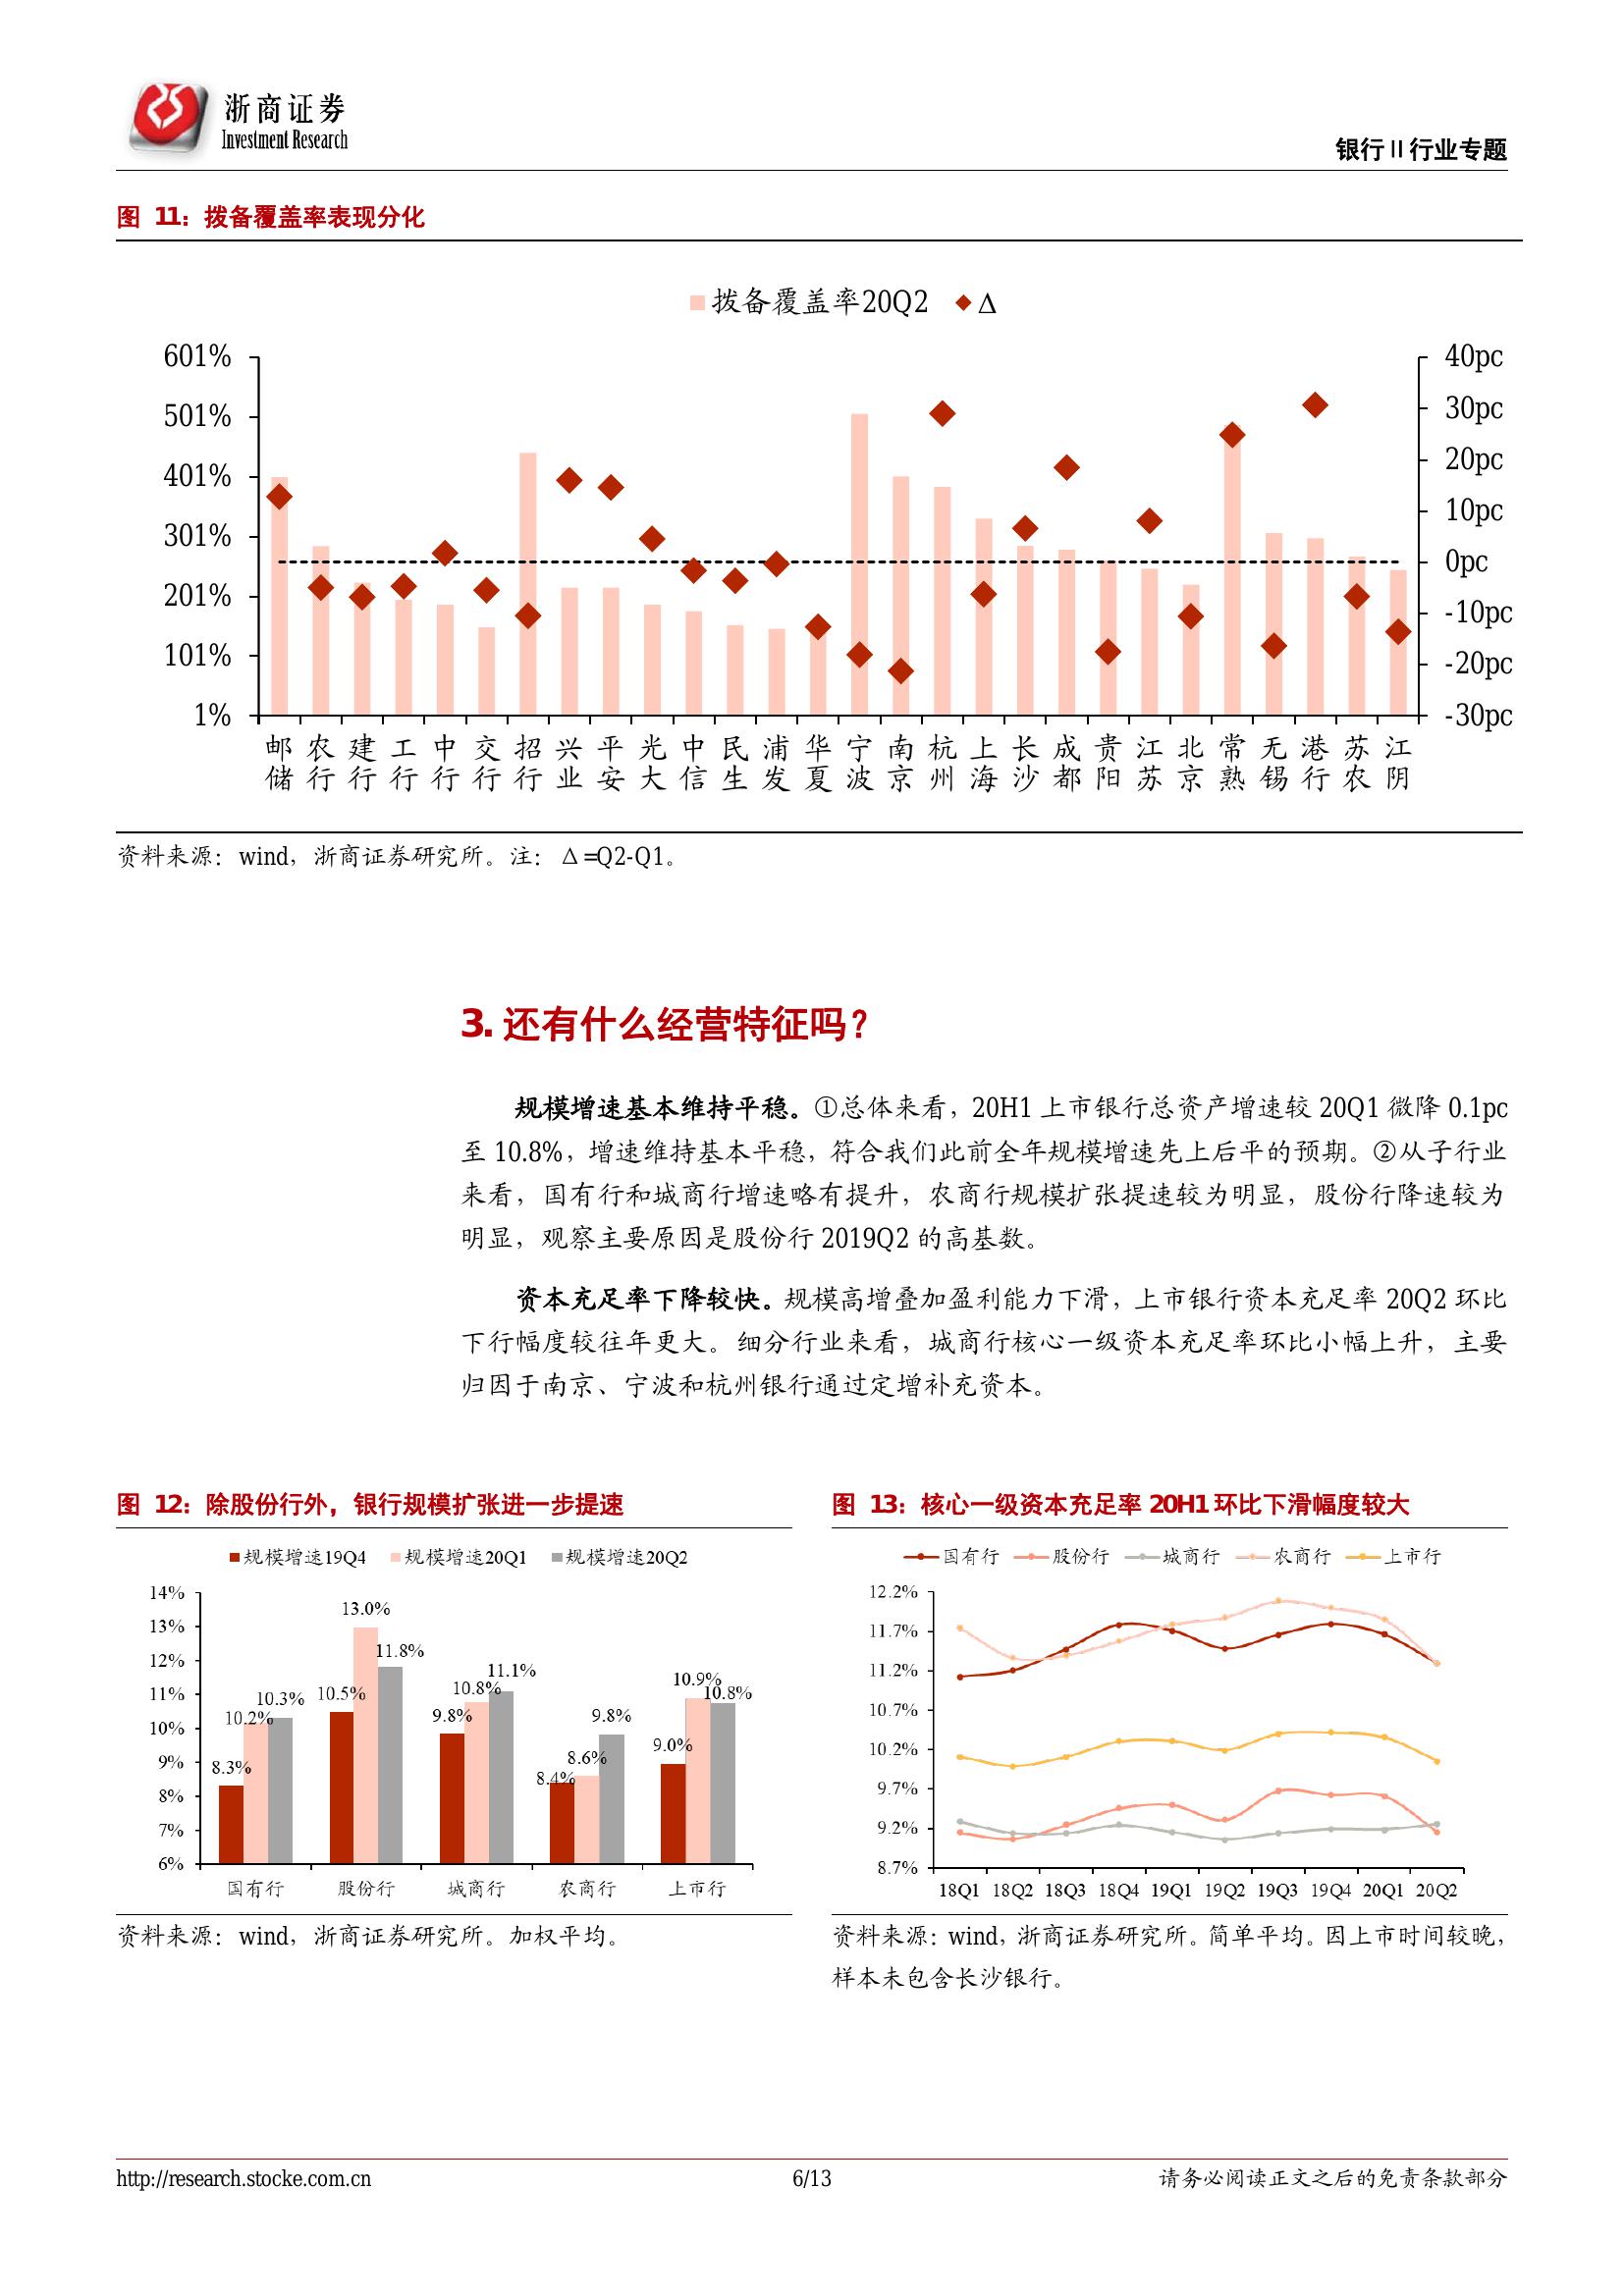 浙商证券
Investment Research
银行Ⅱ行业专题
图 11：拨备覆盖率表现分化
拨备覆盖率20Q2 Δ
601%
501%
401%
301%
201%
101%
1%
40pc
30pc
20pc
10pc
0pc
-10pc
-20pc
-30pc
邮储 农行 建行 工行 中行 交行 招行 兴业 平安 光大 中信 民生 浦发 华夏 宁波 南京 杭州 上海 长沙 成都 贵阳 江苏 北京 常熟 无锡 港行 苏农 江阴
资料来源：wind，浙商证券研究所。注：Δ=Q2-Q1。
3. 还有什么经营特征吗？
规模增速基本维持平稳。①总体来看，20H1 上市银行总资产增速较 20Q1 微降 0.1pc
至 10.8%，增速维持基本平稳，符合我们此前全年规模增速先上后平的预期。②从子行业
来看，国有行和城商行增速略有提升，农商行规模扩张提速较为明显，股份行降速较为
明显，观察主要原因是股份行 2019Q2 的高基数。
资本充足率下降较快。规模高增叠加盈利能力下滑，上市银行资本充足率 20Q2 环比
下行幅度较往年更大。细分行业来看，城商行核心一级资本充足率环比小幅上升，主要
归因于南京、宁波和杭州银行通过定增补充资本。
图 12：除股份行外，银行规模扩张进一步提速
规模增速19Q4 规模增速20Q1 规模增速20Q2
14%
13%
12%
11%
10%
9%
8%
7%
6%
8.3% 10.2% 10.3%
10.5% 13.0% 11.8%
9.8% 10.8% 11.1%
8.4% 8.6% 9.8%
9.0% 10.9% 10.8%
国有行 股份行 城商行 农商行 上市行
资料来源：wind，浙商证券研究所。加权平均。
图 13：核心一级资本充足率 20H1 环比下滑幅度较大
国有行 股份行 城商行 农商行 上市行
12.2%
11.7%
11.2%
10.7%
10.2%
9.7%
9.2%
8.7%
18Q1 18Q2 18Q3 18Q4 19Q1 19Q2 19Q3 19Q4 20Q1 20Q2
资料来源：wind，浙商证券研究所。简单平均。因上市时间较晚，
样本未包含长沙银行。
http://research.stocke.com.cn 6/13 请务必阅读正文之后的免责条款部分